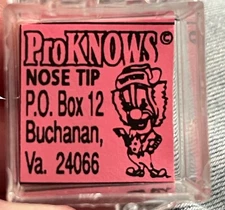 ProKNOWS©
NOSE TIP
P.O. Box 12
Buchanan,
Va. 24066